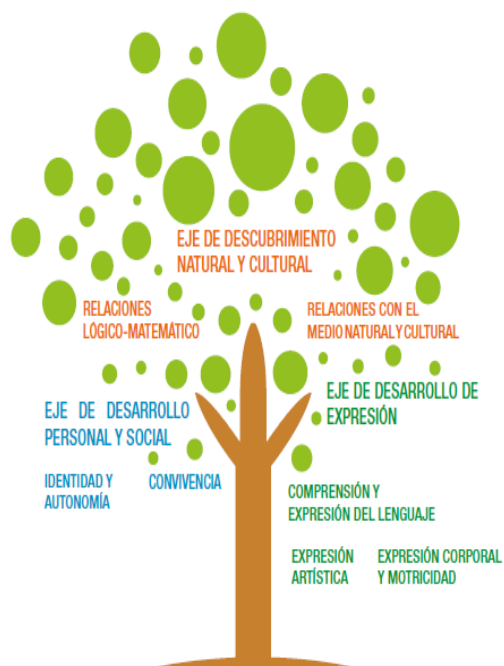 EJE DE DESCUBRIMIENTO
NATURAL Y CULTURAL
RELACIONES
LÓGICO-MATEMÁTICO
RELACIONES CON EL
MEDIO NATURAL Y CULTURAL
EJE DE DESARROLLO
PERSONAL Y SOCIAL
IDENTIDAD Y
AUTONOMÍA
CONVIVENCIA
EJE DE DESARROLLO DE
EXPRESIÓN
COMPRENSIÓN Y
EXPRESIÓN DEL LENGUAJE
EXPRESIÓN
ARTÍSTICA
EXPRESIÓN CORPORAL
Y MOTRICIDAD